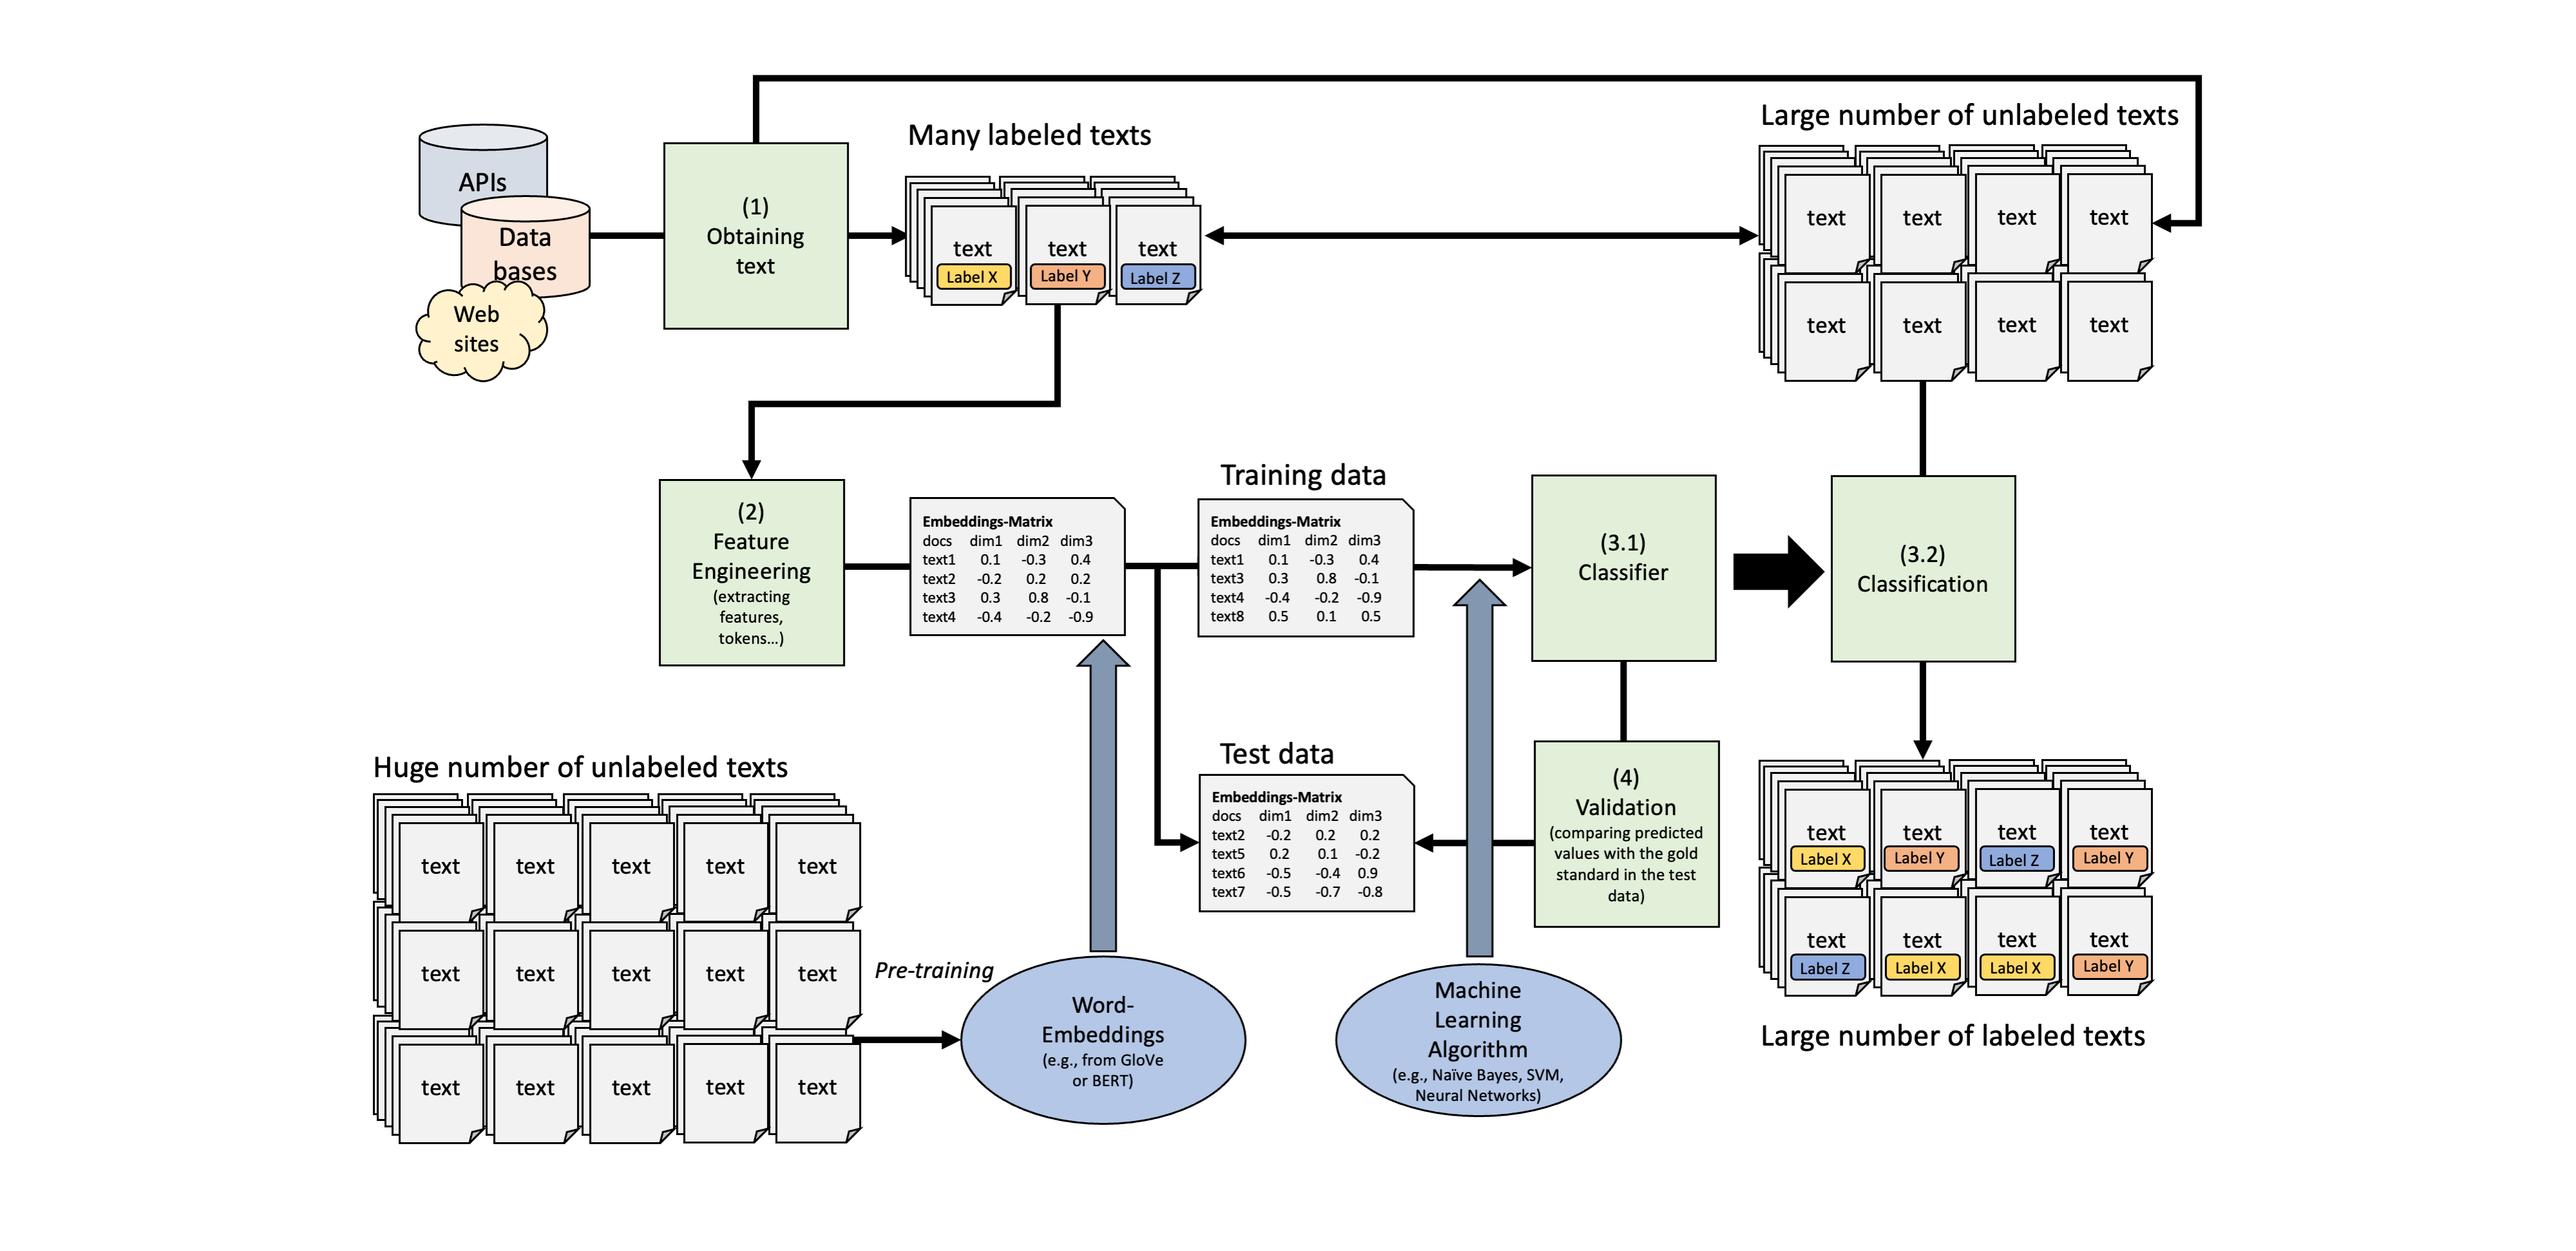 APIs
Data
bases
Web
sites
(1)
Obtaining
text
Many labeled texts
text
Label X
text
Label Y
text
Label Z
Large number of unlabeled texts
text text text text
text text text text
(2)
Feature
Engineering
(extracting
features,
tokens...)
Embeddings-Matrix
docs dim1 dim2 dim3
text1 0.1 -0.3 0.4
text2 -0.2 0.2 0.2
text3 0.3 0.8 -0.1
text4 -0.4 -0.2 -0.9
Training data
Embeddings-Matrix
docs dim1 dim2 dim3
text1 0.1 -0.3 0.4
text3 0.3 0.8 -0.1
text4 -0.4 -0.2 -0.9
text8 0.5 0.1 0.5
(3.1)
Classifier
(3.2)
Classification
Test data
Embeddings-Matrix
docs dim1 dim2 dim3
text2 -0.2 0.2 0.2
text5 0.2 0.1 -0.2
text6 -0.5 -0.4 0.9
text7 -0.5 -0.7 -0.8
(4)
Validation
(comparing predicted
values with the gold
standard in the test
data)
Huge number of unlabeled texts
text text text text text
text text text text text
text text text text text
Pre-training
Word-
Embeddings
(e.g., from GloVe
or BERT)
Machine
Learning
Algorithm
(e.g., Naïve Bayes, SVM,
Neural Networks)
text text text text
Label X Label Y Label Z Label Y
text text text text
Label Z Label X Label X Label Y
Large number of labeled texts